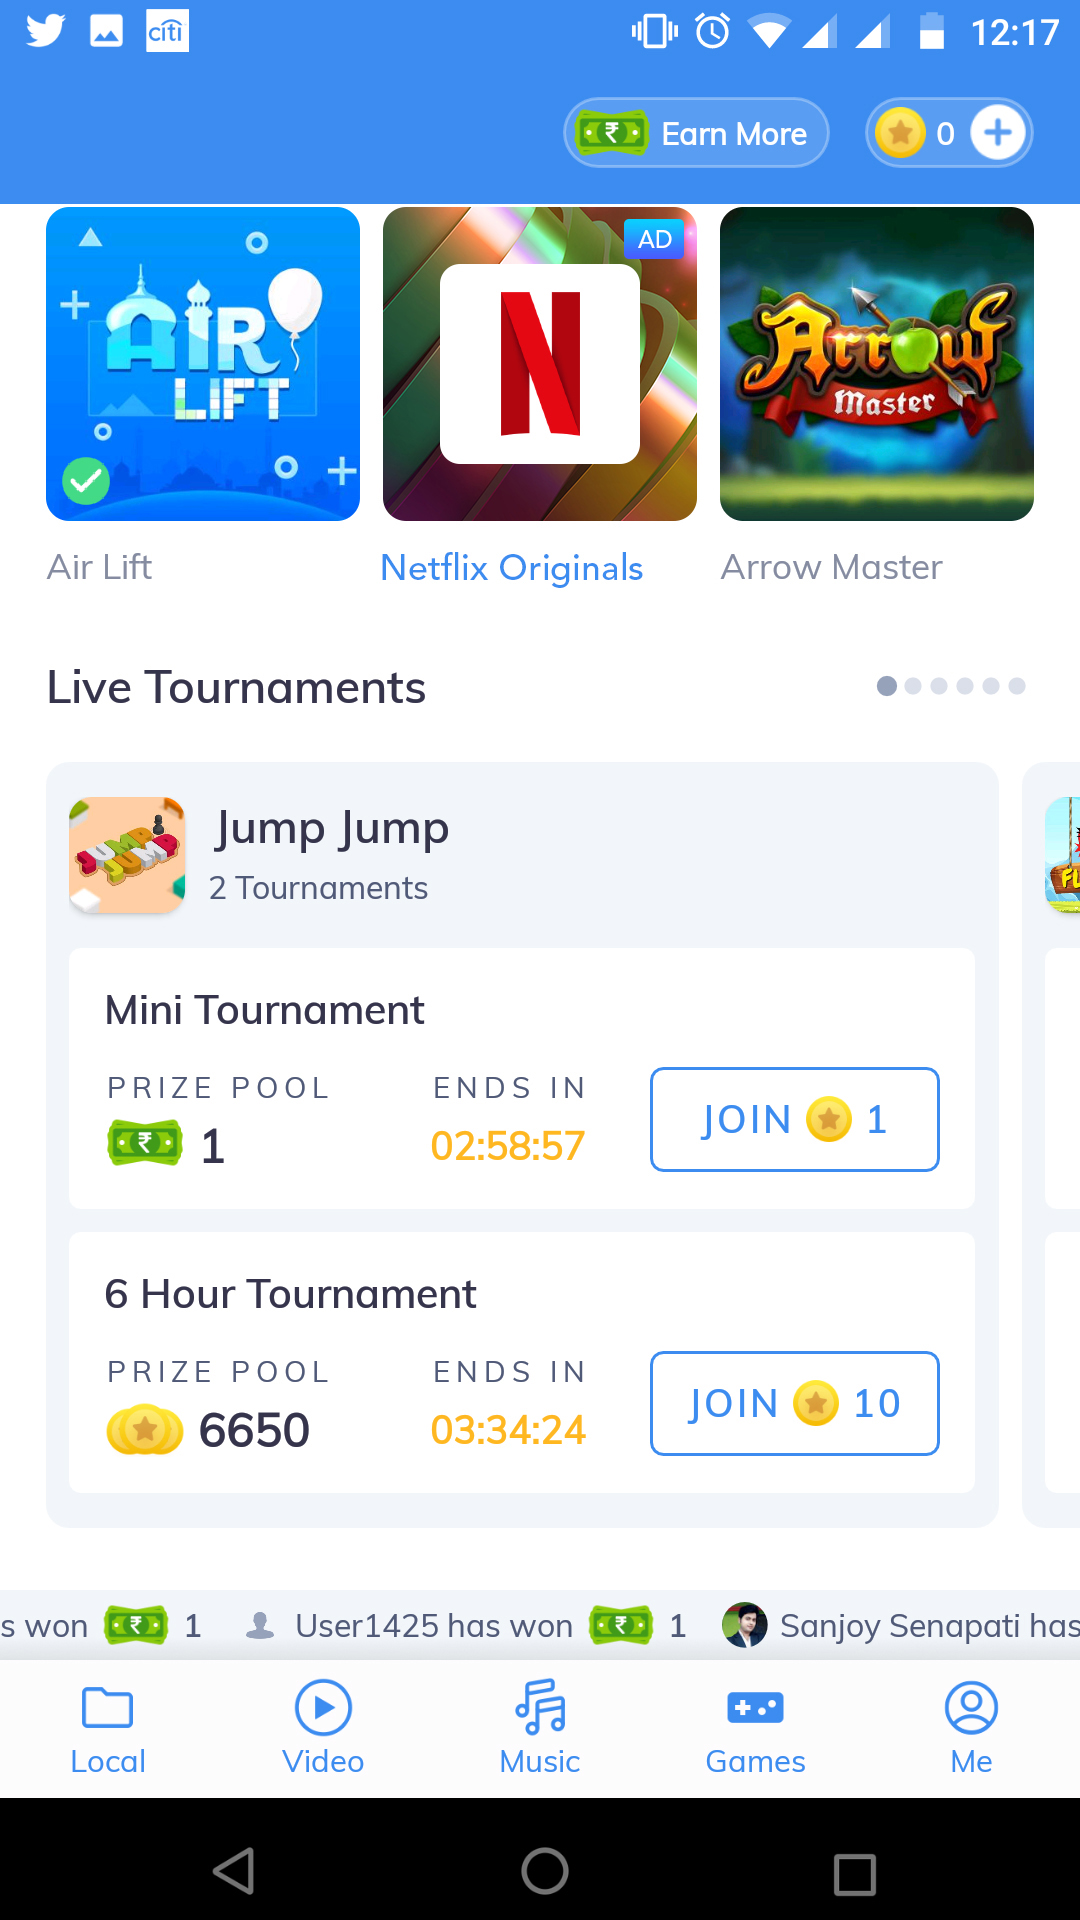 citi 12:17
Earn More 0
AIR LIFT
AD
N
Arrow Master
Air Lift Netflix Originals Arrow Master
Live Tournaments
JUMP JUMP
Jump Jump
2 Tournaments
FL
Mini Tournament
PRIZE POOL ENDS IN
₹ 1 02:58:57 JOIN 1
6 Hour Tournament
PRIZE POOL ENDS IN
6650 03:34:24 JOIN 10
s won ₹ 1 User1425 has won ₹ 1 Sanjoy Senapati has
Local Video Music Games Me